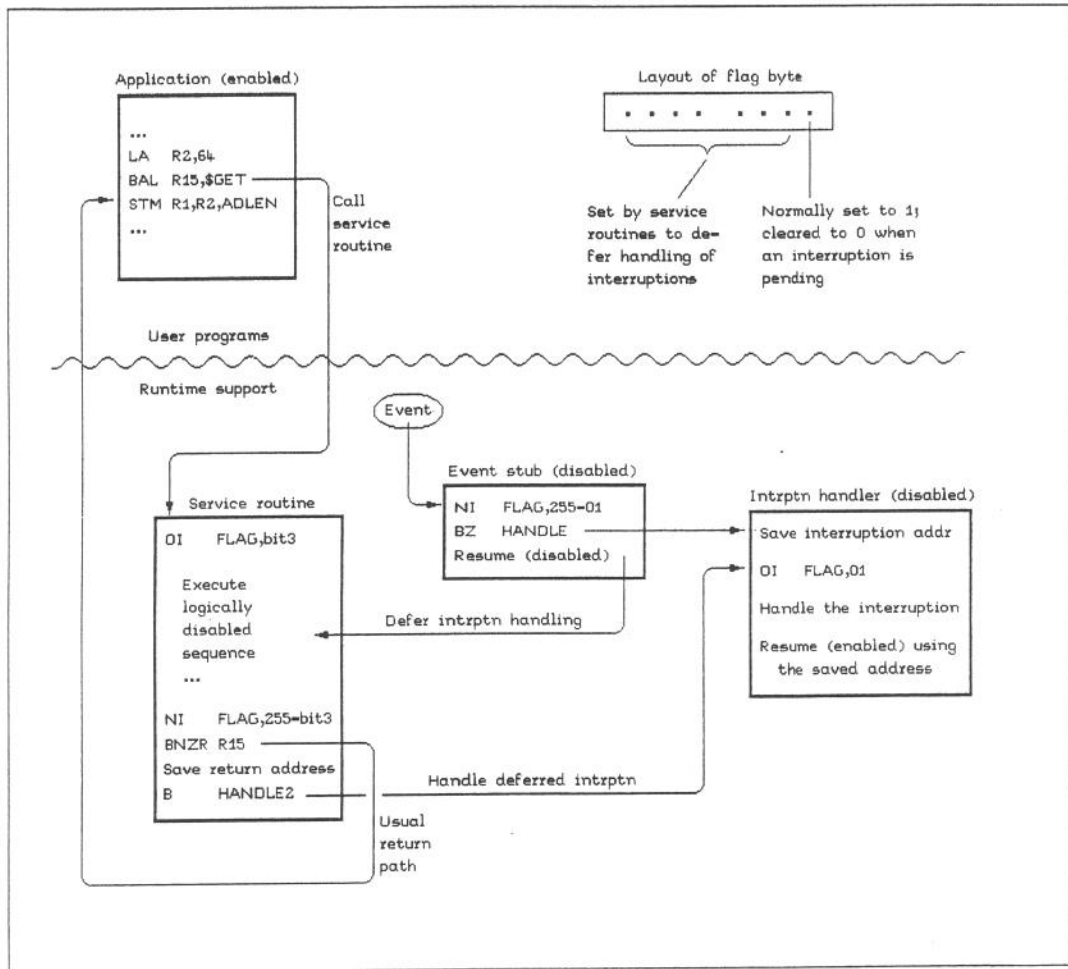 Application (enabled)
...
LA R2,64
BAL R15,$GET
STM R1,R2,ADLEN
...
Call
service
routine
Layout of flag byte
. . . . . . . .
Set by service
routines to de-
fer handling of
interruptions
Normally set to 1;
cleared to 0 when
an interruption is
pending
User programs
Runtime support
Event
Event stub (disabled)
NI FLAG,255-01
BZ HANDLE
Resume (disabled)
Intrptn handler (disabled)
Save interruption addr
OI FLAG,01
Handle the interruption
Resume (enabled) using
the saved address
Service routine
OI FLAG,bit3
Execute
logically
disabled
sequence
...
NI FLAG,255-bit3
BNZR R15
Save return address
B HANDLE2
Defer intrptn handling
Handle deferred intrptn
Usual
return
path